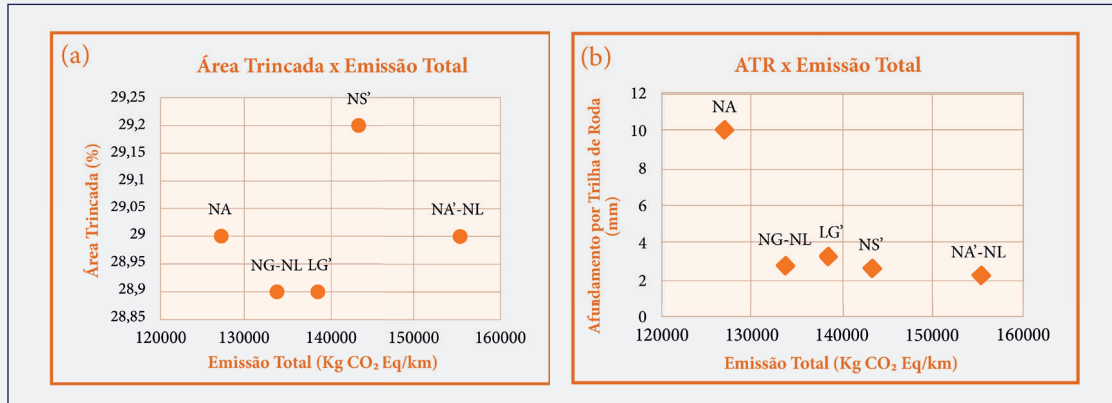 (a)
Área Trincada x Emissão Total
Área Trincada (%)
29,25
29,2
29,15
29,1
29,05
29
28,95
28,9
28,85
NS’
NA
NA’-NL
NG-NL LG’
120000 130000 140000 150000 160000
Emissão Total (Kg CO₂ Eq/km)
(b)
ATR x Emissão Total
Afundamento por Trilha de Roda
(mm)
12
10
8
6
4
2
0
NA
NG-NL
LG’
NS’
NA’-NL
120000 130000 140000 150000 160000
Emissão Total (Kg CO₂ Eq/km)